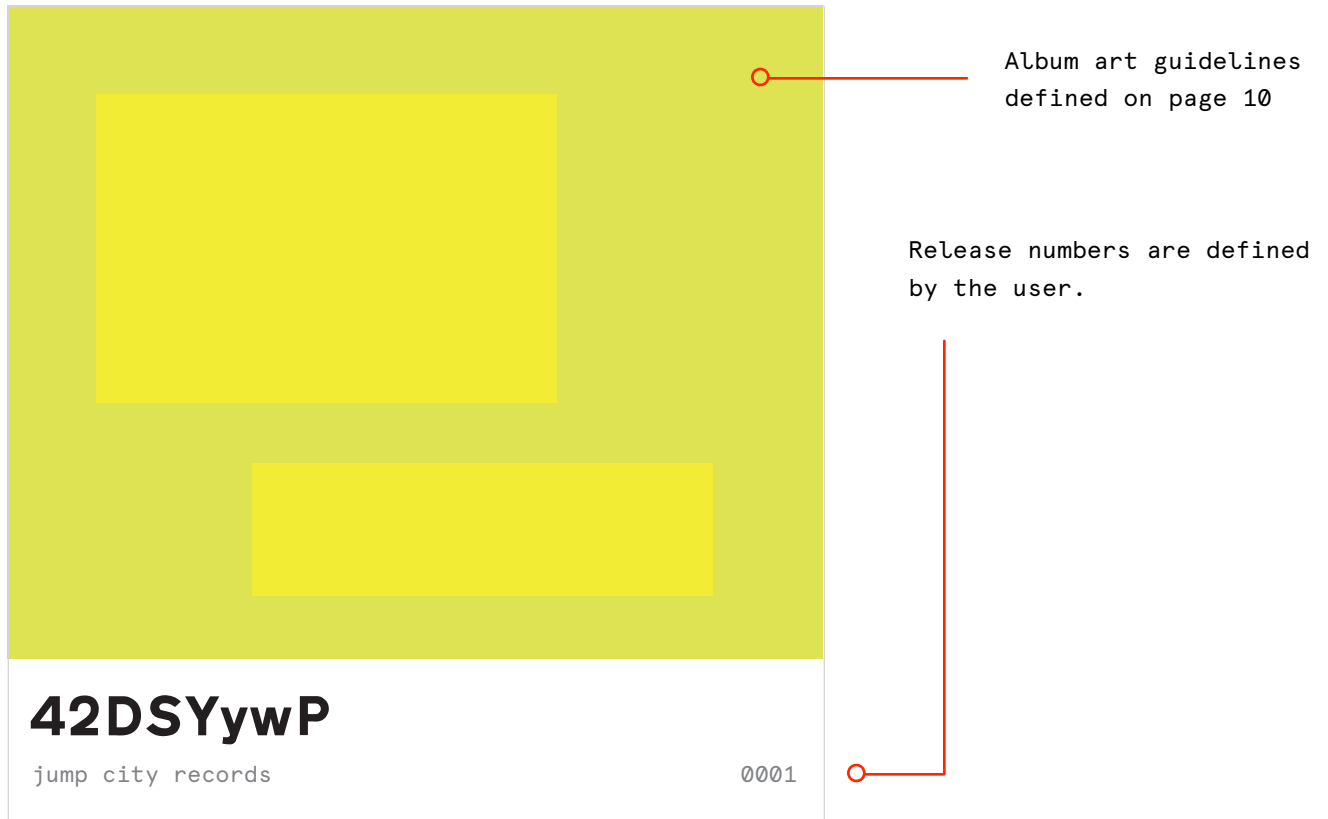 Album art guidelines
defined on page 10
Release numbers are defined
by the user.
42DSYywP
jump city records
0001